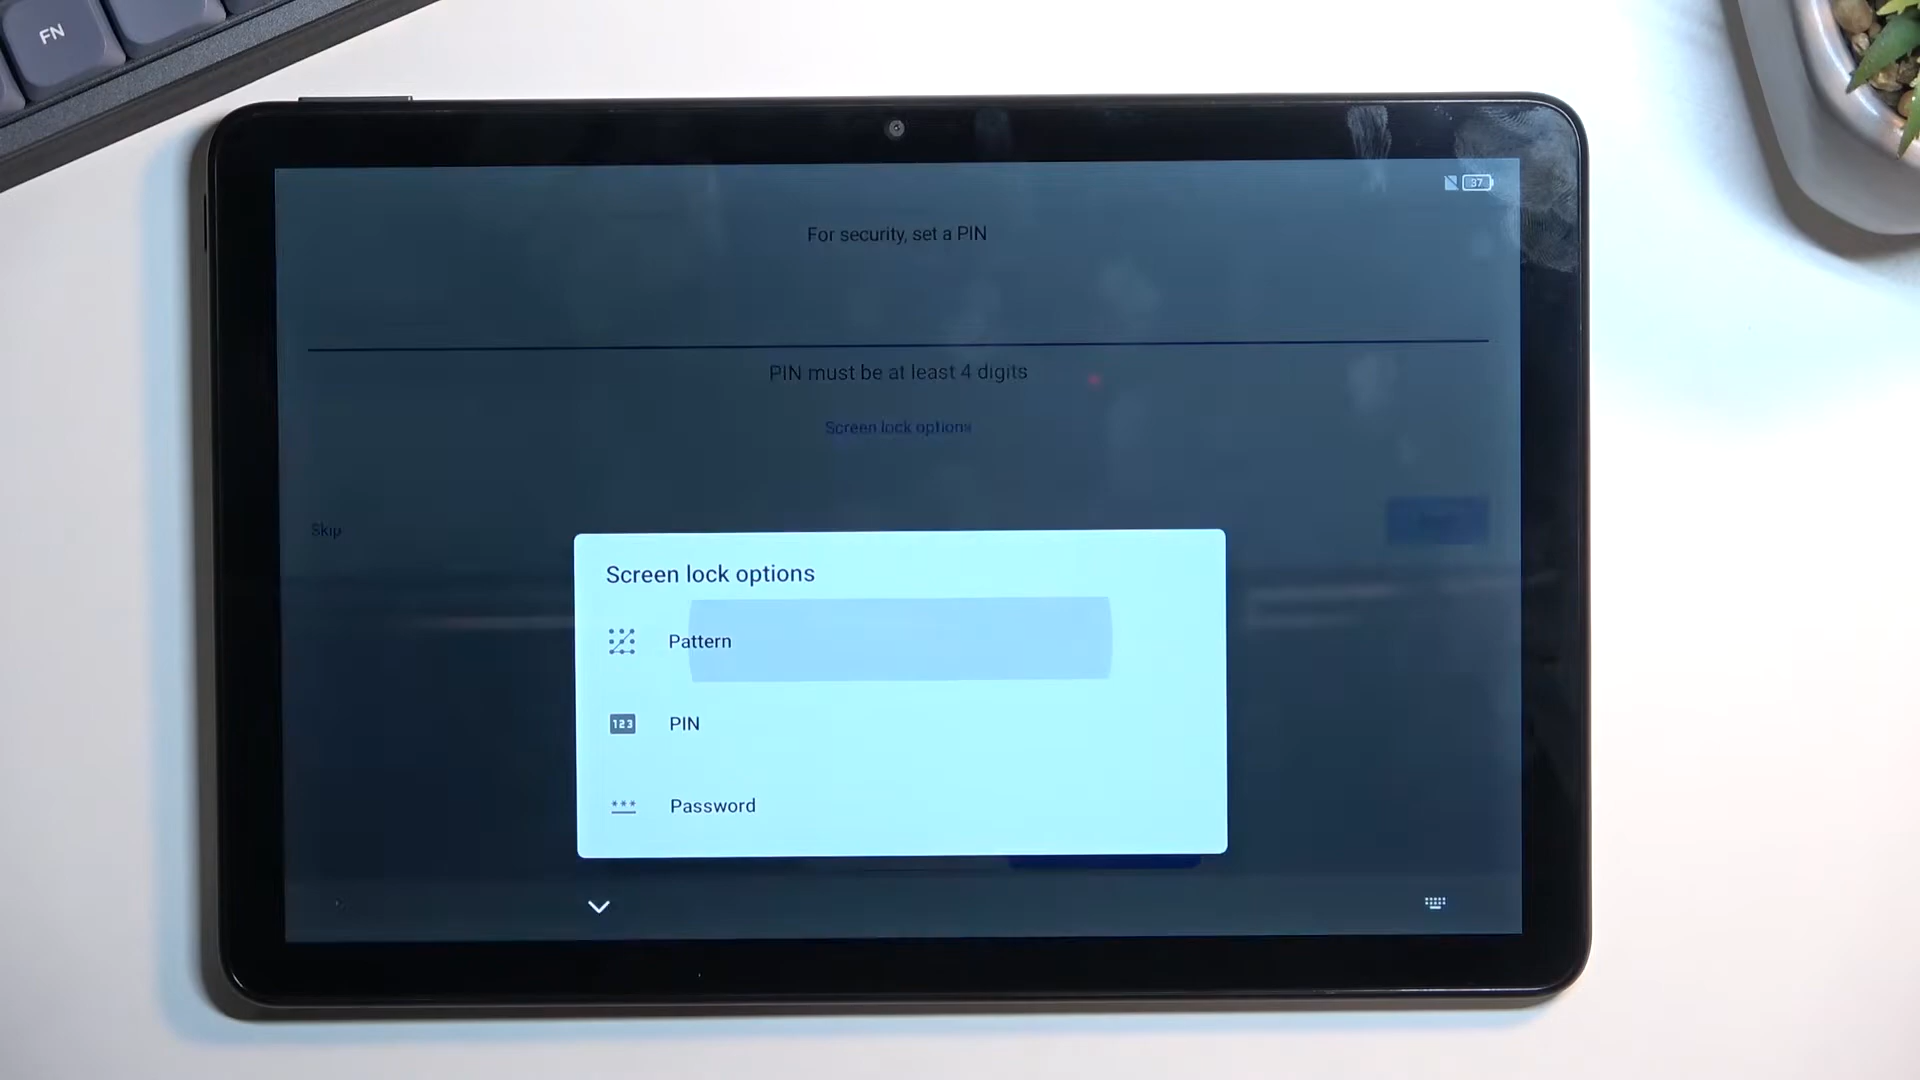 FN
37
For security, set a PIN
PIN must be at least 4 digits
Screen lock options
Skip
Screen lock options
Pattern
123
PIN
***
Password